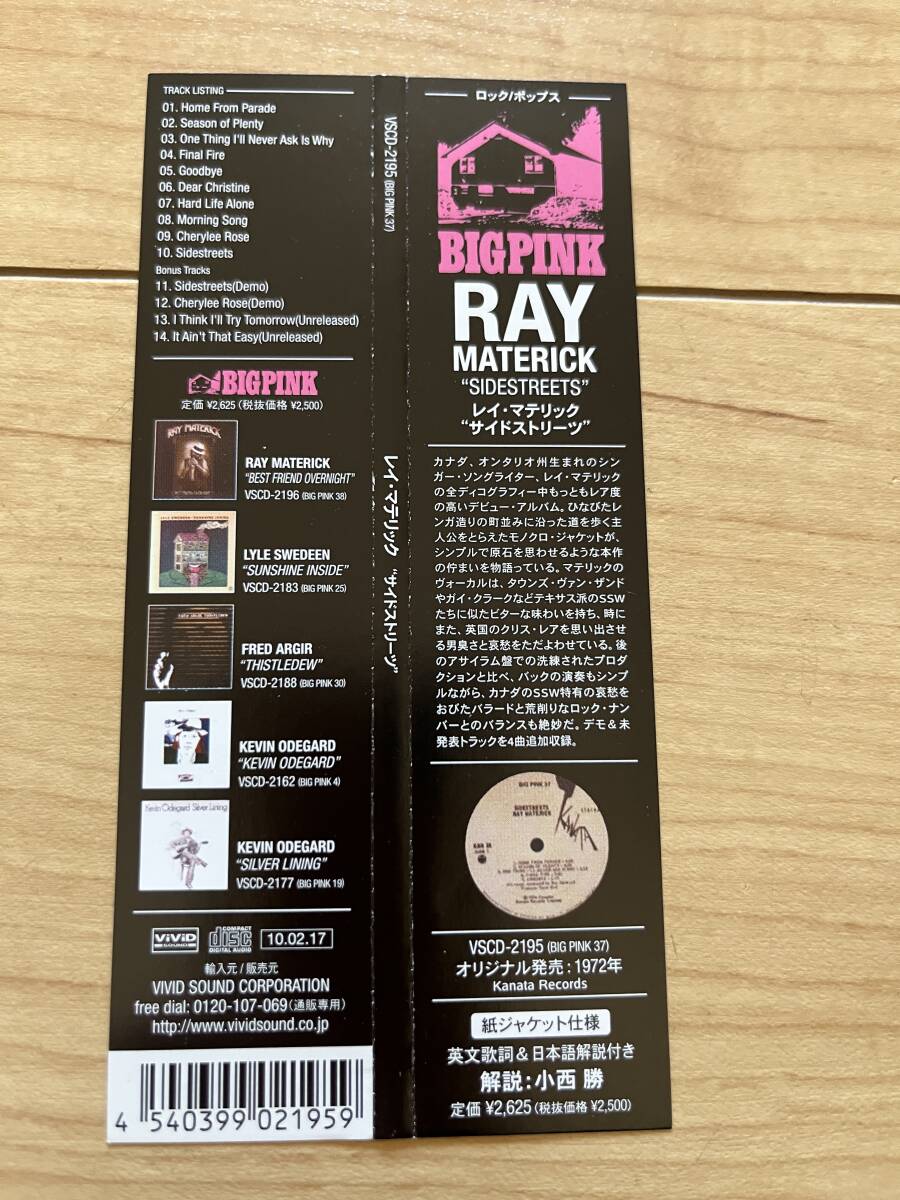 TRACK LISTING
01. Home From Parade
02. Season of Plenty
03. One Thing I'll Never Ask Is Why
04. Final Fire
05. Goodbye
06. Dear Christine
07. Hard Life Alone
08. Morning Song
09. Cherylee Rose
10. Sidestreets
Bonus Tracks
11. Sidestreets(Demo)
12. Cherylee Rose(Demo)
13. I Think I'll Try Tomorrow(Unreleased)
14. It Ain't That Easy(Unreleased)
BIGPINK
定価 ¥2,625(税抜価格 ¥2,500)
RAY MATERICK
RAY MATERICK
"BEST FRIEND OVERNIGHT"
VSCD-2196 (BIG PINK 38)
LYLE SWEDEEN
"SUNSHINE INSIDE"
VSCD-2183 (BIG PINK 25)
FRED ARGIR
"THISTLEDEW"
VSCD-2188 (BIG PINK 30)
KEVIN ODEGARD
"KEVIN ODEGARD"
VSCD-2162 (BIG PINK 4)
Kevin Odegard Silver Lining
KEVIN ODEGARD
"SILVER LINING"
VSCD-2177 (BIG PINK 19)
ViViD SOUND
COMPACT disc DIGITAL AUDIO
10.02.17
輸入元/販売元
VIVID SOUND CORPORATION
free dial: 0120-107-069(通販専用)
http://www.vividsound.co.jp
4 540399 021959
VSCD-2195 (BIG PINK 37)
レイ・マテリック "サイドストリーツ"
ロック/ポップス
BIGPINK
RAY
MATERICK
"SIDESTREETS"
レイ・マテリック
"サイドストリーツ"
カナダ、オンタリオ州生まれのシン
ガー・ソングライター、レイ・マテリック
の全ディコグラフィー中もっともレア度
の高いデビュー・アルバム。ひなびたレ
ンガ造りの町並みに沿った道を歩く主
人公をとらえたモノクロ・ジャケットが、
シンプルで原石を思わせるような本作
の佇まいを物語っている。マテリックの
ヴォーカルは、タウンズ・ヴァン・ザンド
やガイ・クラークなどテキサス派のSSW
たちに似たビターな味わいを持ち、時に
また、英国のクリス・レアを思い出させ
る男臭さと哀愁をただよわせている。後
のアサイラム盤での洗練されたプロダ
クションと比べ、バックの演奏もシンプ
ルながら、カナダのSSW特有の哀愁を
おびたバラードと荒削りなロック・ナン
バーとのバランスも絶妙だ。デモ&未
発表トラックを4曲追加収録。
BIG PINK 37
SIDESTREETS
RAY MATERICK
KANATA
VSCD-2195 (BIG PINK 37)
オリジナル発売:1972年
Kanata Records
紙ジャケット仕様
英文歌詞&日本語解説付き
解説:小西 勝
定価 ¥2,625(税抜価格 ¥2,500)